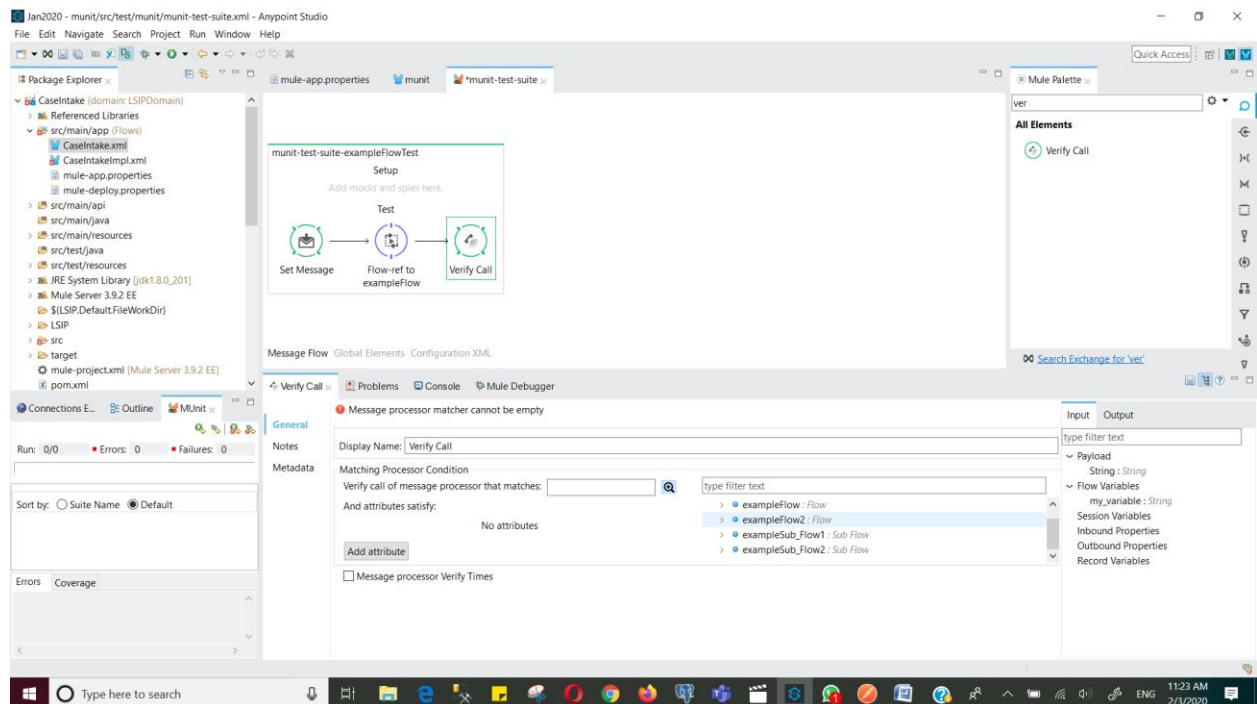 Jan2020 - munit/src/test/munit/munit-test-suite.xml - Anypoint Studio
File Edit Navigate Search Project Run Window Help
Quick Access
Package Explorer
CaseIntake (domain: LSIPDomain)
Referenced Libraries
src/main/app (Flows)
CaseIntake.xml
CaseIntakeImpl.xml
mule-app.properties
mule-deploy.properties
src/main/api
src/main/java
src/main/resources
src/test/java
src/test/resources
JRE System Library [jdk1.8.0_201]
Mule Server 3.9.2 EE
${LSIP.Default.FileWorkDir}
LSIP
src
target
mule-project.xml [Mule Server 3.9.2 EE]
pom.xml
mule-app.properties munit *munit-test-suite
munit-test-suite-exampleFlowTest
Setup
Add mocks and spies here.
Test
Set Message Flow-ref to Verify Call
exampleFlow
Message Flow Global Elements Configuration XML
Mule Palette
ver
All Elements
Verify Call
Search Exchange for 'ver'
Connections E... Outline MUnit
Run: 0/0 Errors: 0 Failures: 0
Sort by: Suite Name Default
Errors Coverage
Verify Call Problems Console Mule Debugger
General
Notes
Metadata
Message processor matcher cannot be empty
Display Name: Verify Call
Matching Processor Condition
Verify call of message processor that matches:
And attributes satisfy:
No attributes
Add attribute
Message processor Verify Times
type filter text
exampleFlow : Flow
exampleFlow2 : Flow
exampleSub_Flow1 : Sub Flow
exampleSub_Flow2 : Sub Flow
Input Output
type filter text
Payload
String : String
Flow Variables
my_variable : String
Session Variables
Inbound Properties
Outbound Properties
Record Variables
Type here to search
ENG
11:23 AM
2/3/2020